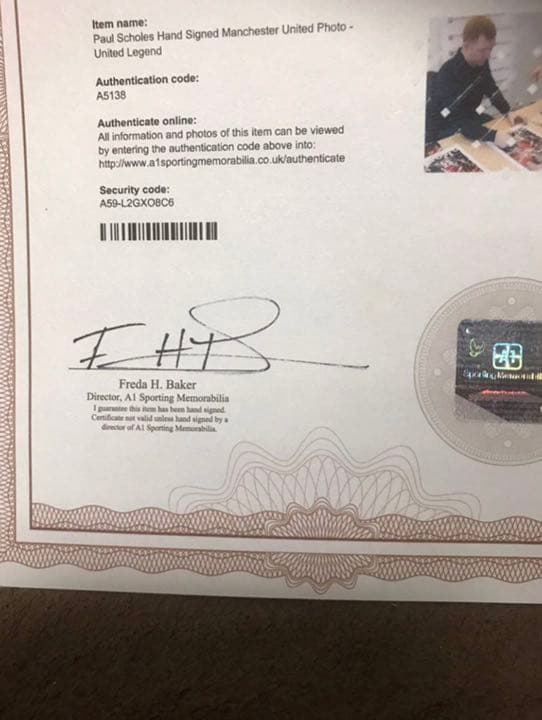 Item name:
Paul Scholes Hand Signed Manchester United Photo -
United Legend
Authentication code:
A5138
Authenticate online:
All information and photos of this item can be viewed
by entering the authentication code above into:
http://www.a1sportingmemorabilia.co.uk/authenticate
Security code:
A59-L2GXO8C6
Freda H. Baker
Director, A1 Sporting Memorabilia
I guarantee this item has been hand signed.
Certificate not valid unless hand signed by a
director of A1 Sporting Memorabilia.
A1
Sporting